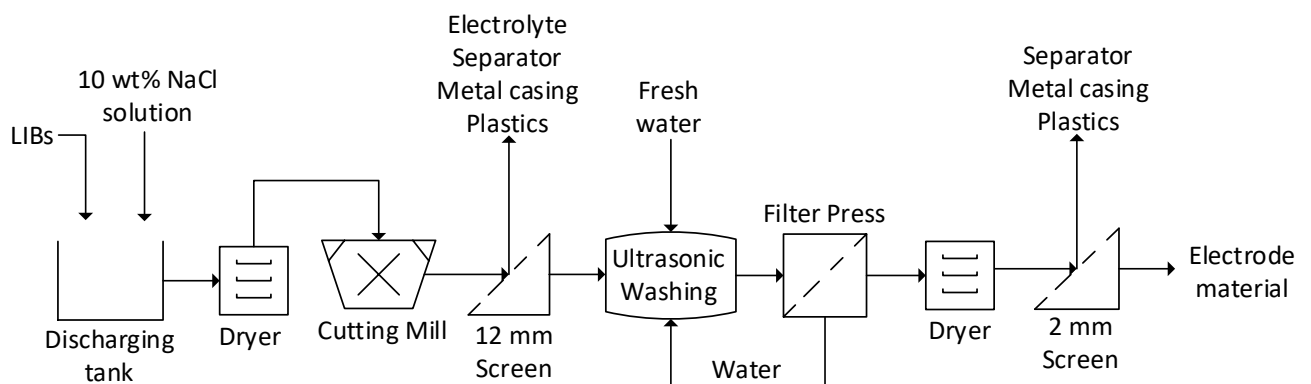 LIBs
10 wt% NaCl
solution
Discharging
tank
Dryer
Cutting Mill
Electrolyte
Separator
Metal casing
Plastics
12 mm
Screen
Fresh
water
Ultrasonic
Washing
Water
Filter Press
Dryer
Separator
Metal casing
Plastics
2 mm
Screen
Electrode
material